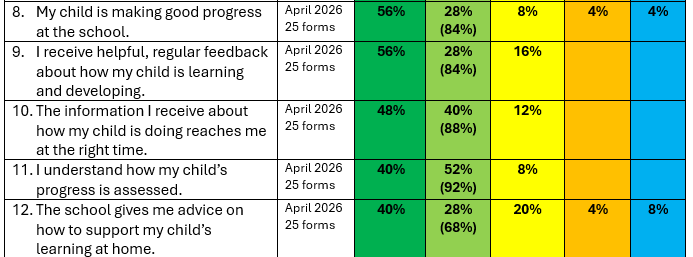 8. My child is making good progress at the school. April 2026 25 forms 56% 28% (84%) 8% 4% 4%
9. I receive helpful, regular feedback about how my child is learning and developing. April 2026 25 forms 56% 28% (84%) 16%
10. The information I receive about how my child is doing reaches me at the right time. April 2026 25 forms 48% 40% (88%) 12%
11. I understand how my child's progress is assessed. April 2026 25 forms 40% 52% (92%) 8%
12. The school gives me advice on how to support my child's learning at home. April 2026 25 forms 40% 28% (68%) 20% 4% 8%